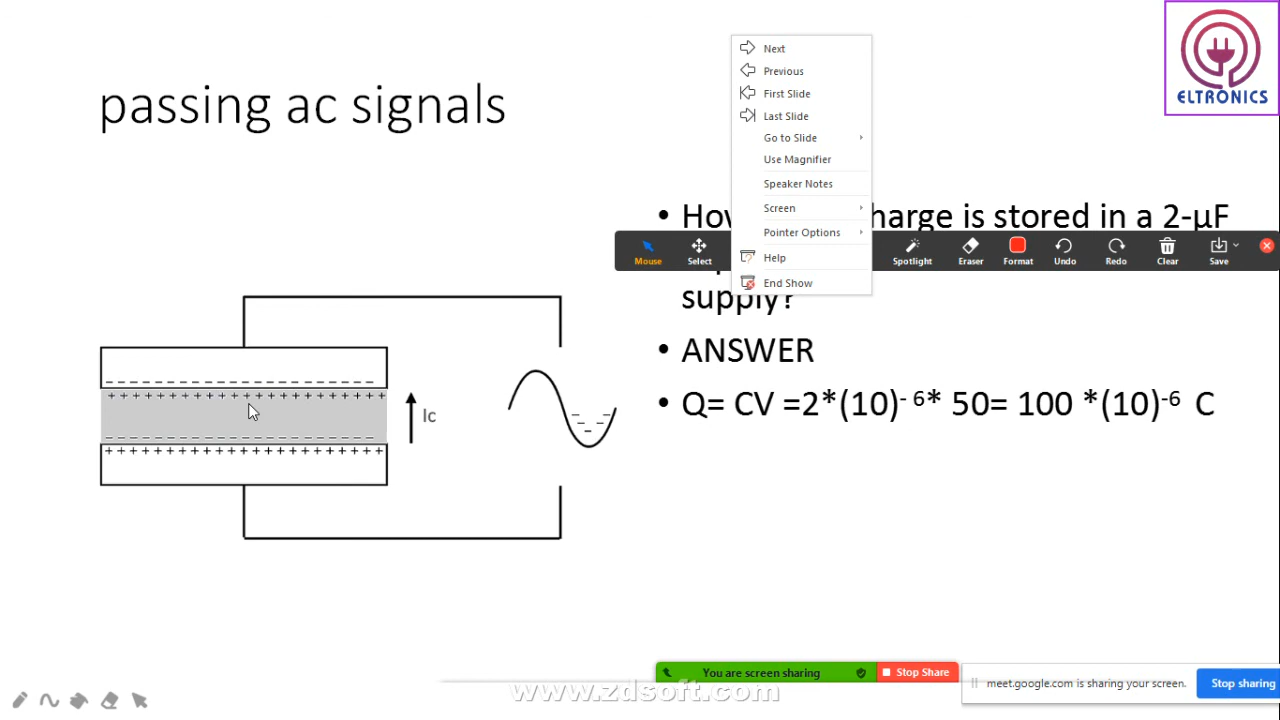 ELTRONICS
passing ac signals
Next
Previous
First Slide
Last Slide
Go to Slide
Use Magnifier
Speaker Notes
Screen
Pointer Options
Help
End Show
• harge is stored in a 2-µF
Mouse
Select
Spotlight
Eraser
Format
Undo
Redo
Clear
Save
supply?
• ANSWER
• Q= CV =2*(10)- 6* 50= 100 *(10)-6 C
Ic
You are screen sharing
Stop Share
meet.google.com is sharing your screen.
Stop sharing
www.zdsoft.com